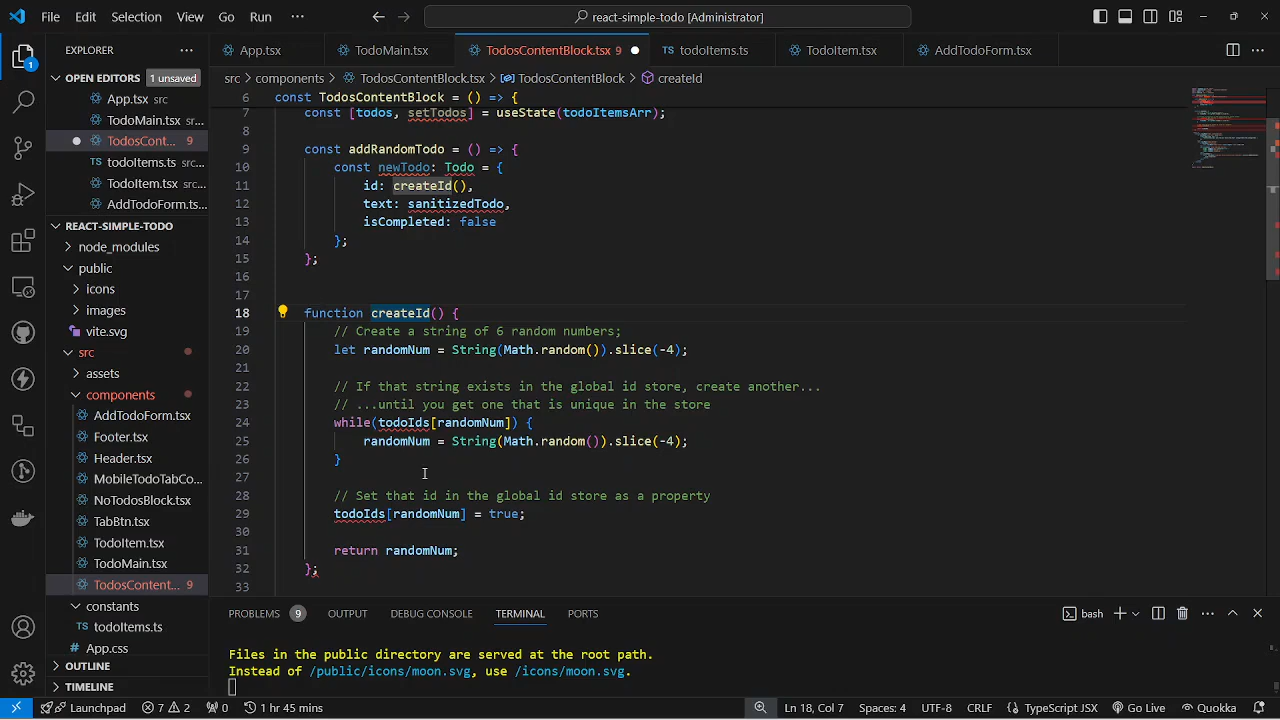 File Edit Selection View Go Run ··· react-simple-todo [Administrator]
EXPLORER
OPEN EDITORS 1 unsaved
App.tsx src
TodoMain.tsx sr...
TodosCont... 9
todoItems.ts sr...
TodoItem.tsx sr...
AddTodoForm.ts...
REACT-SIMPLE-TODO
node_modules
public
icons
images
vite.svg
src
assets
components
AddTodoForm.tsx
Footer.tsx
Header.tsx
MobileTodoTabCo...
NoTodosBlock.tsx
TabBtn.tsx
TodoItem.tsx
TodoMain.tsx
TodosContent... 9
constants
todoItems.ts
App.css
OUTLINE
TIMELINE
App.tsx TodoMain.tsx TodosContentBlock.tsx 9 todoItems.ts TodoItem.tsx AddTodoForm.tsx
src > components > TodosContentBlock.tsx > TodosContentBlock > createId
6 const TodosContentBlock = () => {
7 const [todos, setTodos] = useState(todoItemsArr);
8
9 const addRandomTodo = () => {
10 const newTodo: Todo = {
11 id: createId(),
12 text: sanitizedTodo,
13 isCompleted: false
14 };
15 };
16
17
18 function createId() {
19 // Create a string of 6 random numbers;
20 let randomNum = String(Math.random()).slice(-4);
21
22 // If that string exists in the global id store, create another...
23 // ...until you get one that is unique in the store
24 while(todoIds[randomNum]) {
25 randomNum = String(Math.random()).slice(-4);
26 }
27
28 // Set that id in the global id store as a property
29 todoIds[randomNum] = true;
30
31 return randomNum;
32 };
33
PROBLEMS 9 OUTPUT DEBUG CONSOLE TERMINAL PORTS bash
Files in the public directory are served at the root path.
Instead of /public/icons/moon.svg, use /icons/moon.svg.
Launchpad 7 2 0 1 hr 45 mins Ln 18, Col 7 Spaces: 4 UTF-8 CRLF {} TypeScript JSX Go Live Quokka